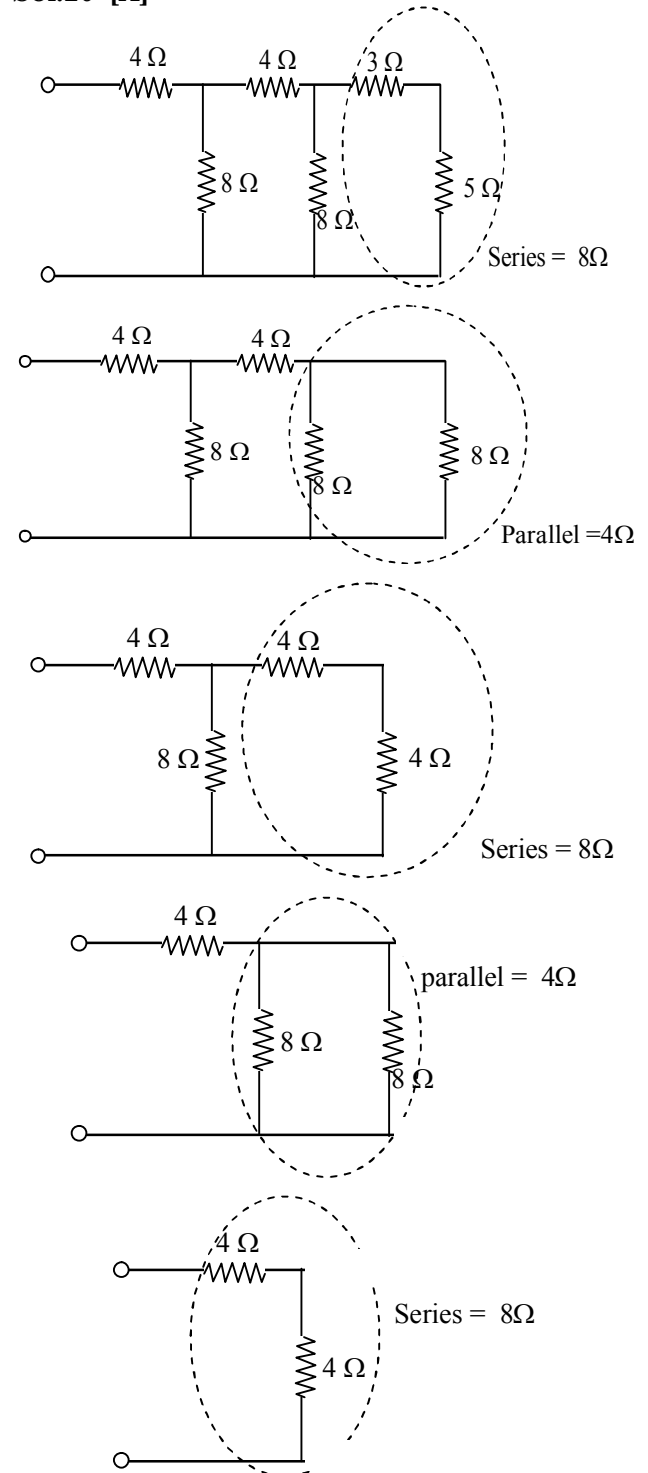 4 Ω 4 Ω 3 Ω
8 Ω 8 Ω 5 Ω
Series = 8Ω
4 Ω 4 Ω
8 Ω 8 Ω 8 Ω
Parallel =4Ω
4 Ω 4 Ω
8 Ω 4 Ω
Series = 8Ω
4 Ω
parallel = 4Ω
8 Ω 8 Ω
4 Ω
Series = 8Ω
4 Ω